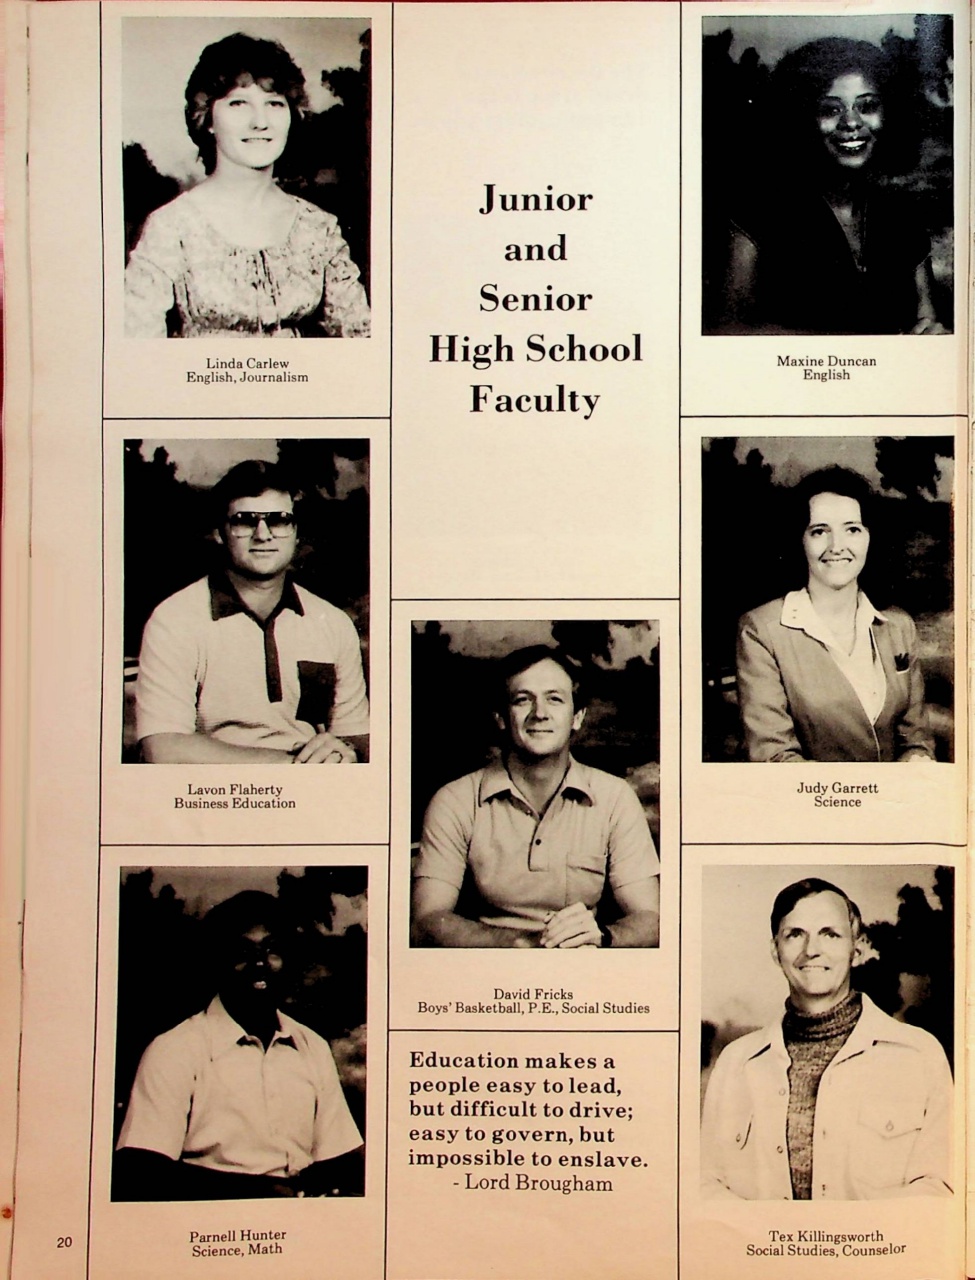 Junior
and
Senior
High School
Faculty
Linda Carlew
English, Journalism
Maxine Duncan
English
Lavon Flaherty
Business Education
Judy Garrett
Science
David Fricks
Boys' Basketball, P.E., Social Studies
Education makes a
people easy to lead,
but difficult to drive;
easy to govern, but
impossible to enslave.
- Lord Brougham
Parnell Hunter
Science, Math
Tex Killingsworth
Social Studies, Counselor
20